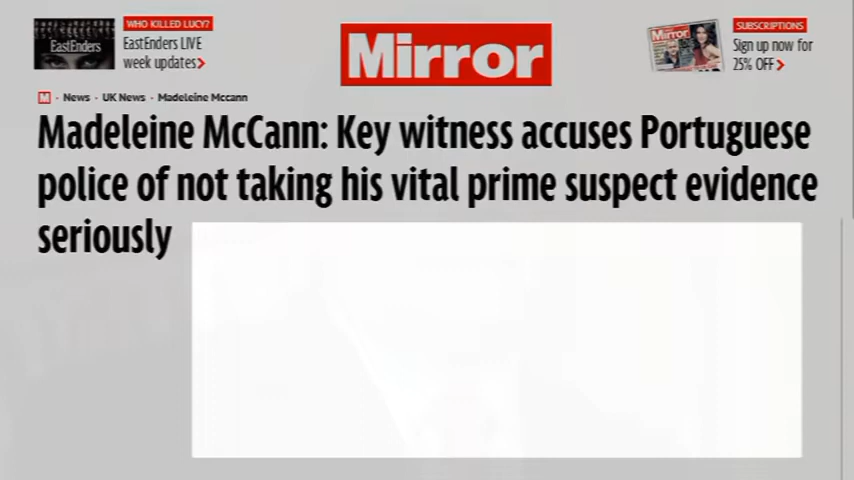 WHO KILLED LUCY?
EastEnders
EastEnders LIVE
week updates
Mirror
Mirror
SUBSCRIPTIONS
Sign up now for
25% OFF
M · News · UK News · Madeleine Mccann
Madeleine McCann: Key witness accuses Portuguese
police of not taking his vital prime suspect evidence
seriously